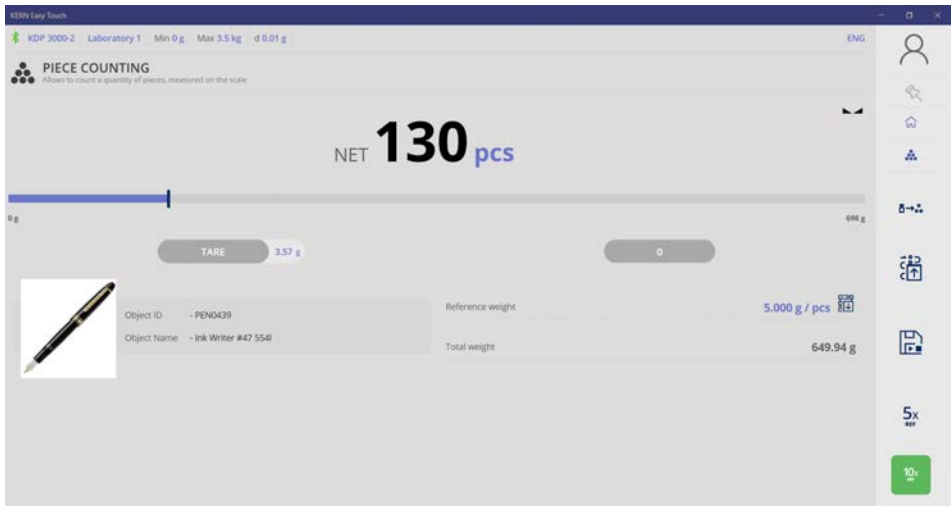 KERN Easy Touch
KDP 3000-2 Laboratory 1 Min 0 g Max 3.5 kg d 0.01 g ENG
PIECE COUNTING
Allows to count a quantity of pieces, measured on the scale
NET 130 pcs
0 g 698 g
TARE 3.57 g 0
Object ID - PEN0439
Object Name - Ink Writer #47 554l
Reference weight 5.000 g / pcs
Total weight 649.94 g
5x
REF
10x